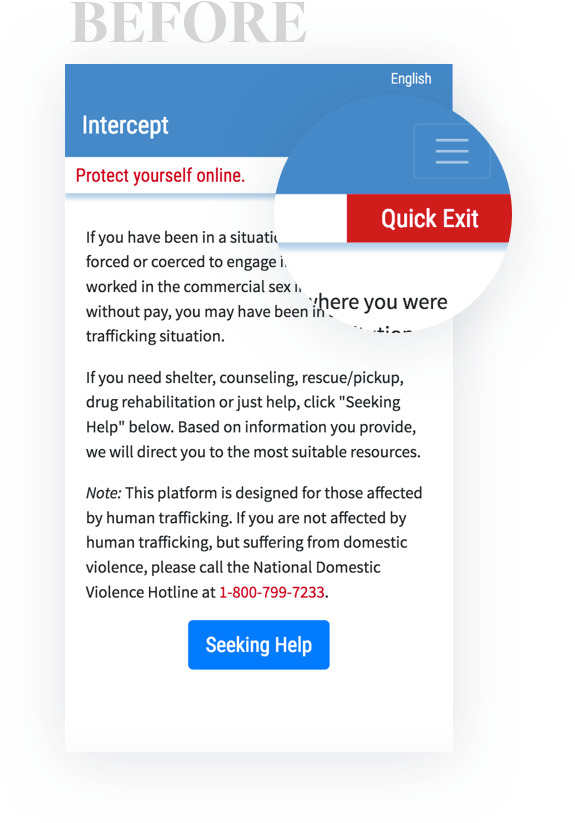 BEFORE
English
Intercept
Protect yourself online.
Quick Exit
If you have been in a situati
forced or coerced to engage i
where you were
worked in the commercial sex i
without pay, you may have been in
trafficking situation.
If you need shelter, counseling, rescue/pickup,
drug rehabilitation or just help, click "Seeking
Help" below. Based on information you provide,
we will direct you to the most suitable resources.
Note: This platform is designed for those affected
by human trafficking. If you are not affected by
human trafficking, but suffering from domestic
violence, please call the National Domestic
Violence Hotline at 1-800-799-7233.
Seeking Help